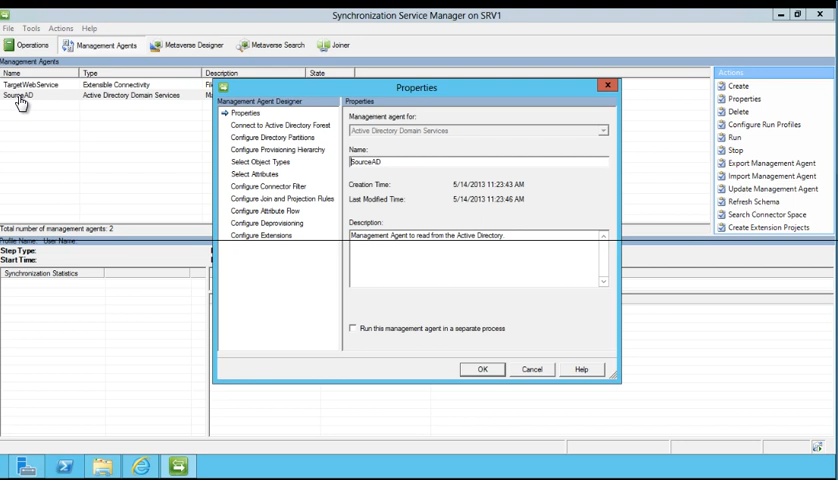 Synchronization Service Manager on SRV1
File Tools Actions Help
Operations Management Agents Metaverse Designer Metaverse Search Joiner
Management Agents
Name Type Description State
TargetWebService Extensible Connectivity
SourceAD Active Directory Domain Services
Total number of management agents: 2
Profile Name: User Name:
Step Type:
Start Time:
Synchronization Statistics
Properties
Management Agent Designer
Properties
Connect to Active Directory Forest
Configure Directory Partitions
Configure Provisioning Hierarchy
Select Object Types
Select Attributes
Configure Connector Filter
Configure Join and Projection Rules
Configure Attribute Flow
Configure Deprovisioning
Configure Extensions
Properties
Management agent for:
Active Directory Domain Services
Name:
SourceAD
Creation Time: 5/14/2013 11:23:43 AM
Last Modified Time: 5/14/2013 11:23:46 AM
Description:
Management Agent to read from the Active Directory.
Run this management agent in a separate process
OK Cancel Help
Actions
Create
Properties
Delete
Configure Run Profiles
Run
Stop
Export Management Agent
Import Management Agent
Update Management Agent
Refresh Schema
Search Connector Space
Create Extension Projects